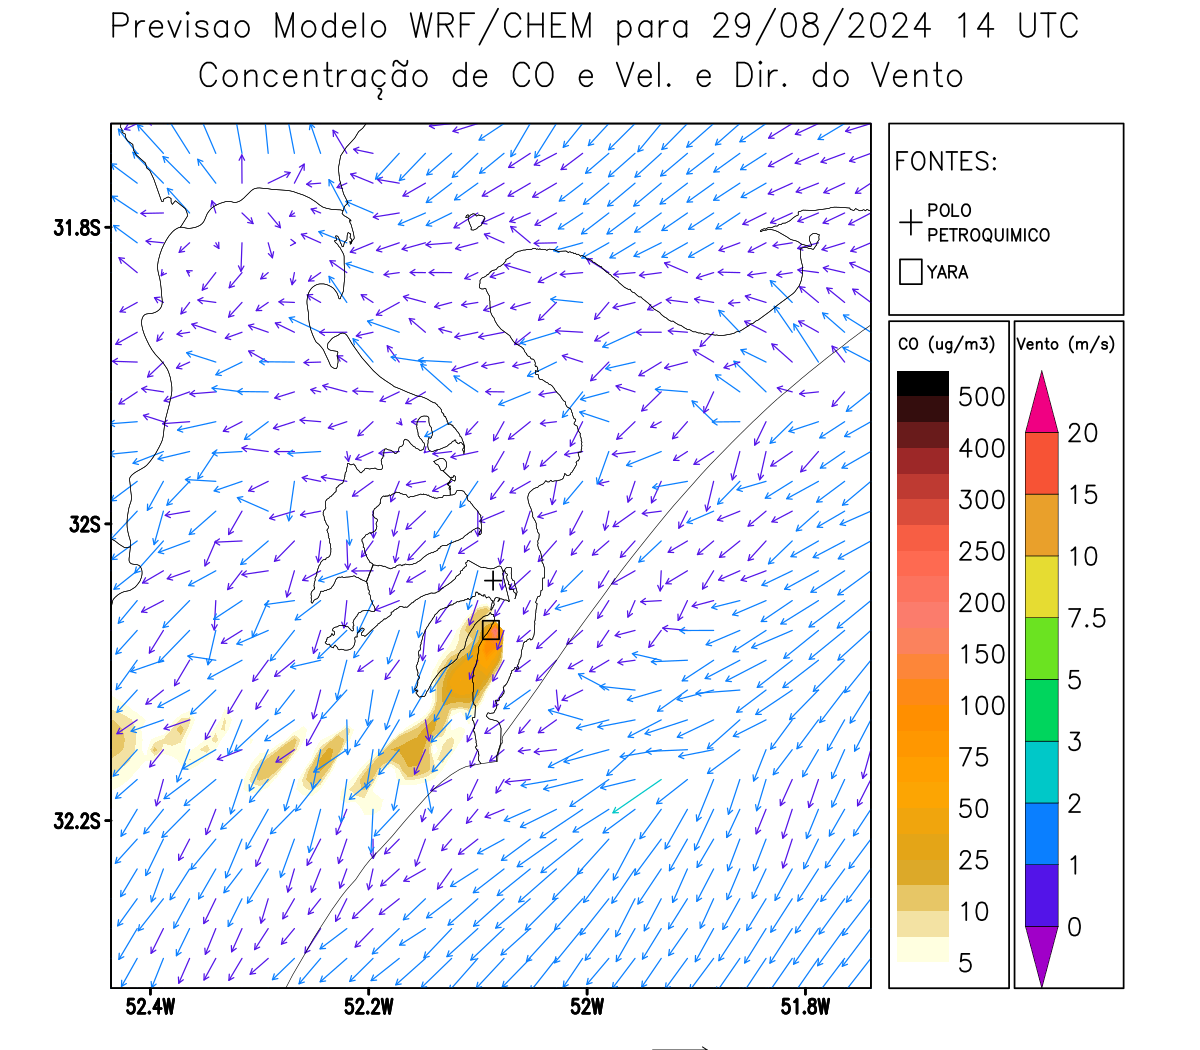 Previsao Modelo WRF/CHEM para 29/08/2024 14 UTC
Concentração de CO e Vel. e Dir. do Vento
FONTES:
POLO
PETROQUIMICO
YARA
CO (ug/m3)
500
400
300
250
200
150
100
75
50
25
10
5
Vento (m/s)
20
15
10
7.5
5
3
2
1
0
31.8S
32S
32.2S
52.4W
52.2W
52W
51.8W